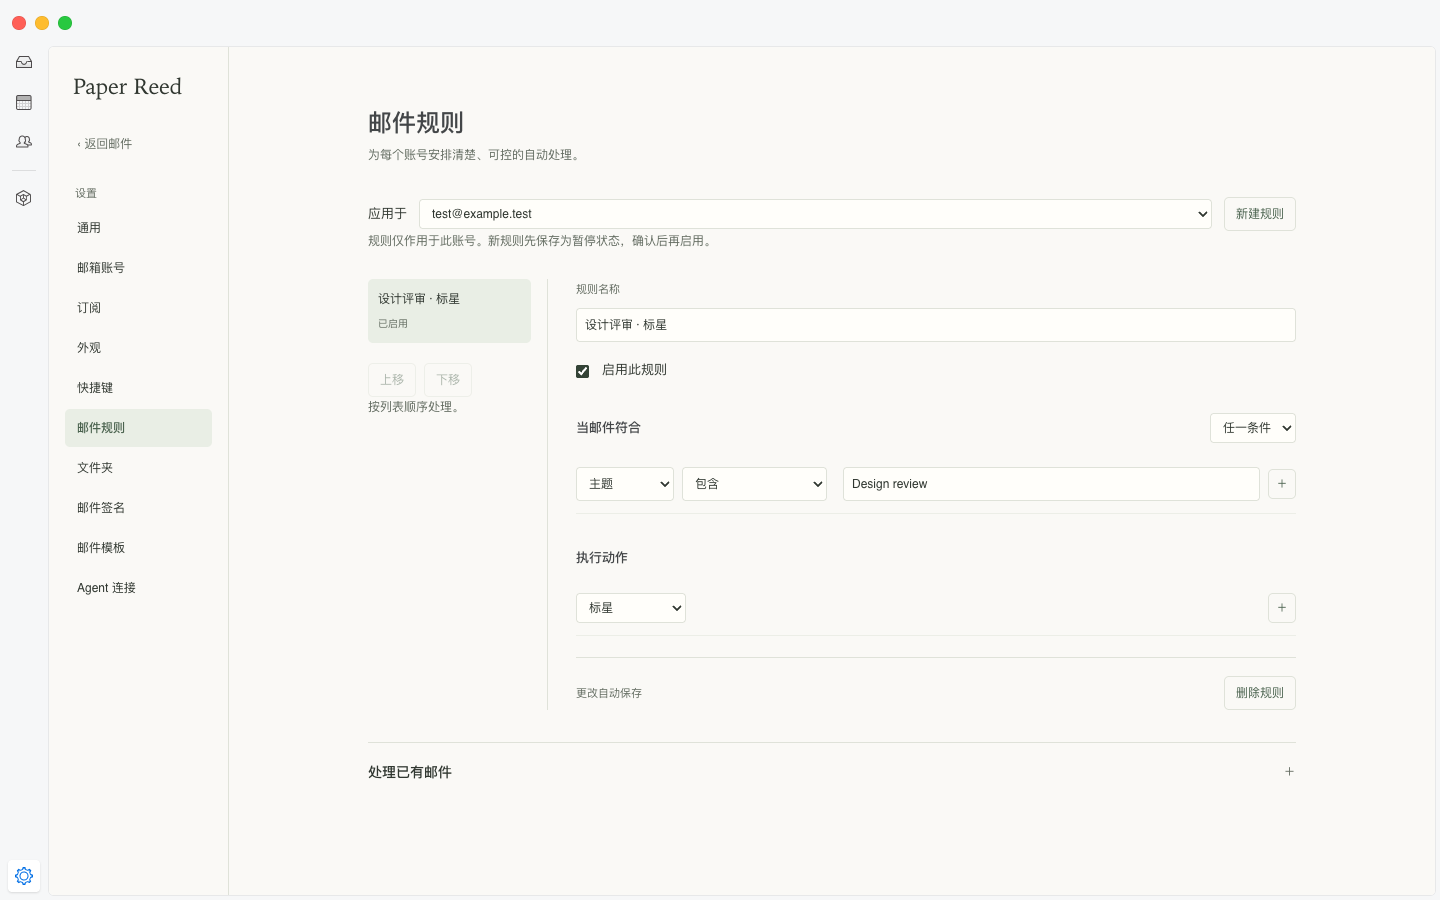 Paper Reed
‹ 返回邮件
设置
通用
邮箱账号
订阅
外观
快捷键
邮件规则
文件夹
邮件签名
邮件模板
Agent 连接
邮件规则
为每个账号安排清楚、可控的自动处理。
应用于 test@example.test 新建规则
规则仅作用于此账号。新规则先保存为暂停状态，确认后再启用。
设计评审 · 标星
已启用
上移 下移
按列表顺序处理。
规则名称
设计评审 · 标星
启用此规则
当邮件符合 任一条件
主题 包含 Design review +
执行动作
标星 +
更改自动保存 删除规则
处理已有邮件 +